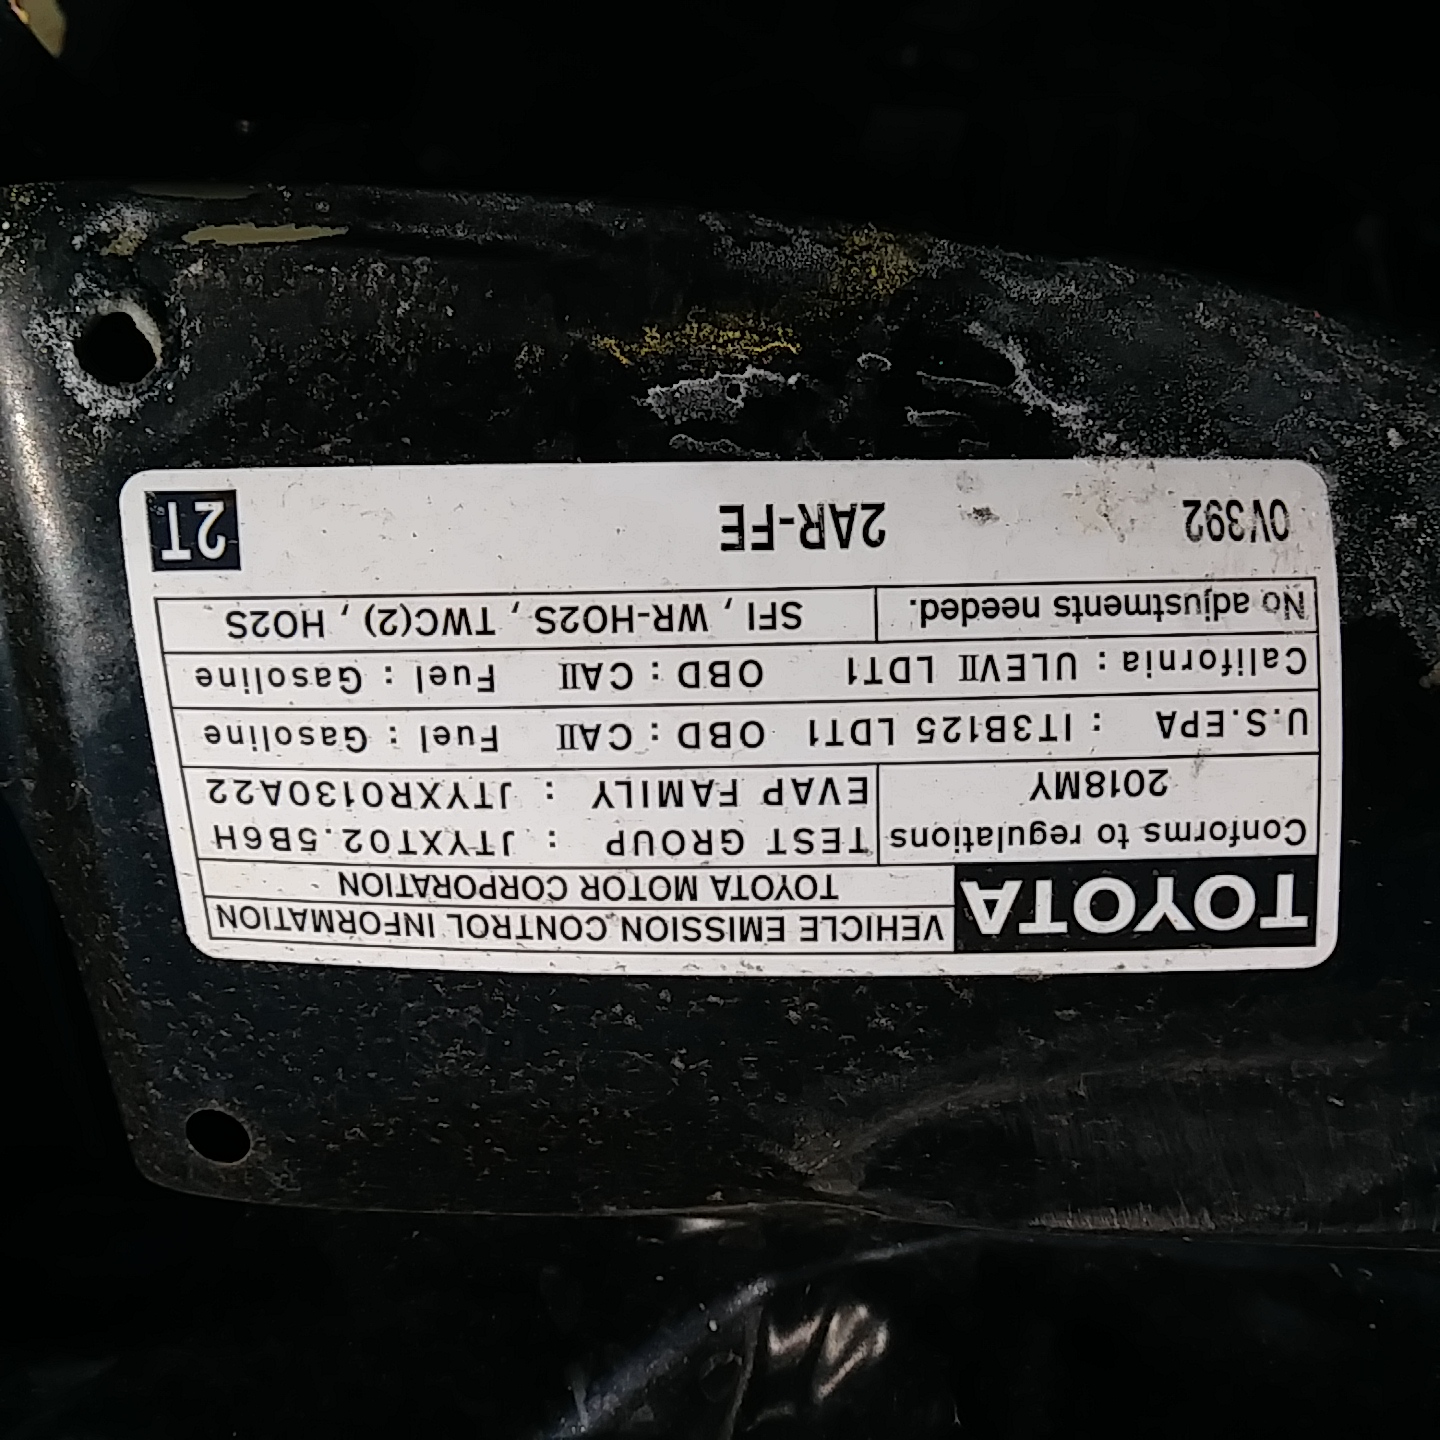 TOYOTA
VEHICLE EMISSION CONTROL INFORMATION
TOYOTA MOTOR CORPORATION
Conforms to regulations
2018MY
TEST GROUP : JTYXT02.5B6H
EVAP FAMILY : JTYXR0130A22
U.S.EPA : IT3B125 LDT1 OBD : CAⅡ Fuel : Gasoline
California : ULEVⅡ LDT1 OBD : CAⅡ Fuel : Gasoline
No adjustments needed.
SFI , WR-HO2S , TWC(2) , HO2S
0V392 2AR-FE 2T